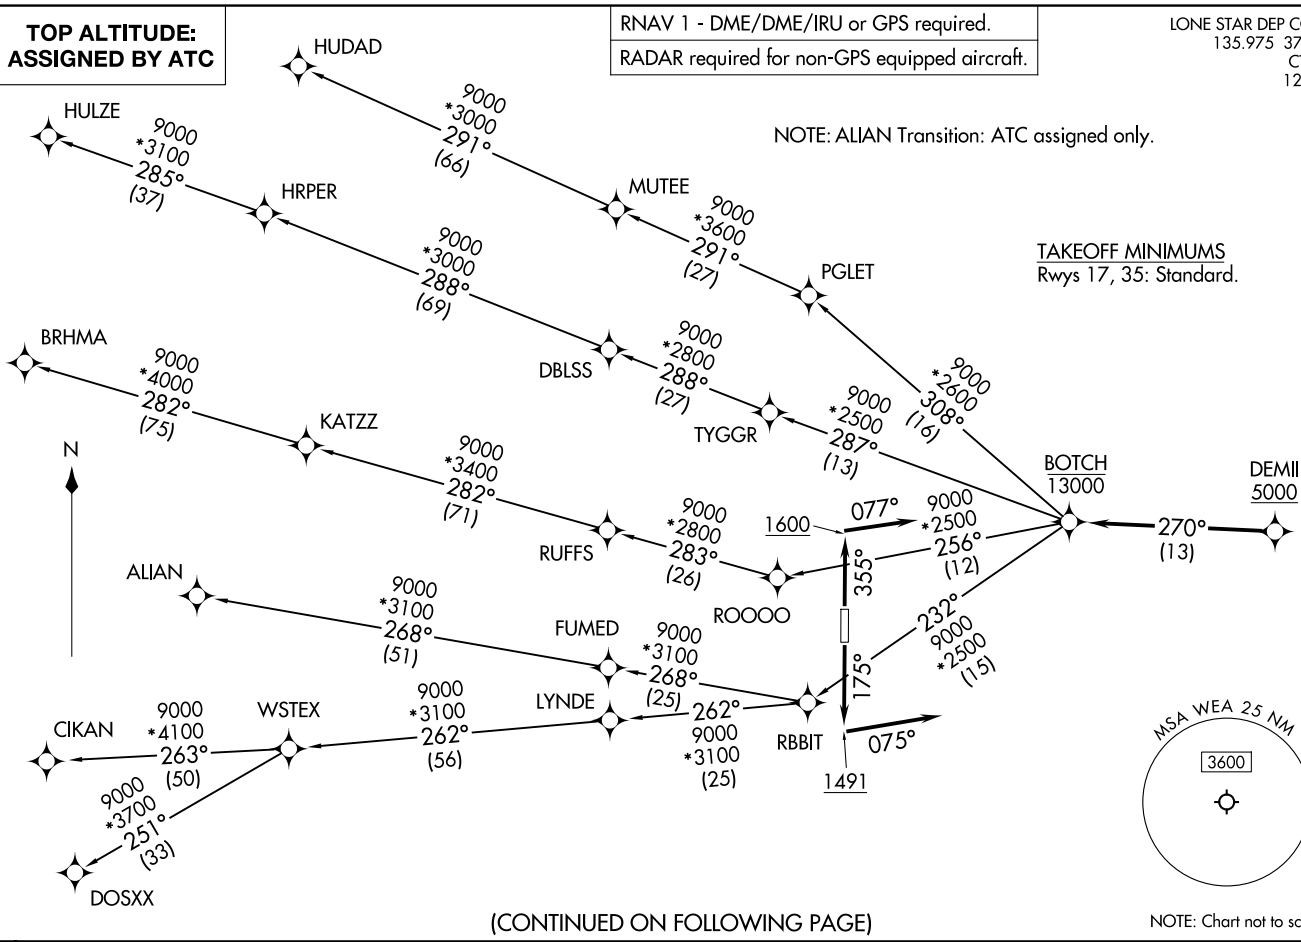 TOP ALTITUDE:
ASSIGNED BY ATC
RNAV 1 - DME/DME/IRU or GPS required.
RADAR required for non-GPS equipped aircraft.
LONE STAR DEP
135.975
NOTE: ALIAN Transition: ATC assigned only.
TAKEOFF MINIMUMS
Rwys 17, 35: Standard.
HUDAD
9000
*3000
291°
(66)
MUTEE
9000
*3600
291°
(27)
PGLET
9000
*2600
308°
(16)
HULZE
9000
*3100
285°
(37)
HRPER
9000
*3000
288°
(69)
DBLSS
9000
*2800
288°
(27)
TYGGR
9000
*2500
287°
(13)
BOTCH
13000
270°
(13)
DEMII
5000
BRHMA
9000
*4000
282°
(75)
KATZZ
9000
*3400
282°
(71)
RUFFS
9000
*2800
283°
(26)
ROOOO
9000
*2500
256°
(12)
1600
077°
355°
175°
1491
075°
232°
9000
*2500
(15)
N
ALIAN
9000
*3100
268°
(51)
FUMED
9000
*3100
268°
(25)
RBBIT
262°
9000
*3100
(25)
LYNDE
9000
*3100
262°
(56)
WSTEX
9000
*4100
263°
(50)
CIKAN
9000
*3700
251°
(33)
DOSXX
MSA WEA 25 NM
3600
(CONTINUED ON FOLLOWING PAGE)
NOTE: Chart not to